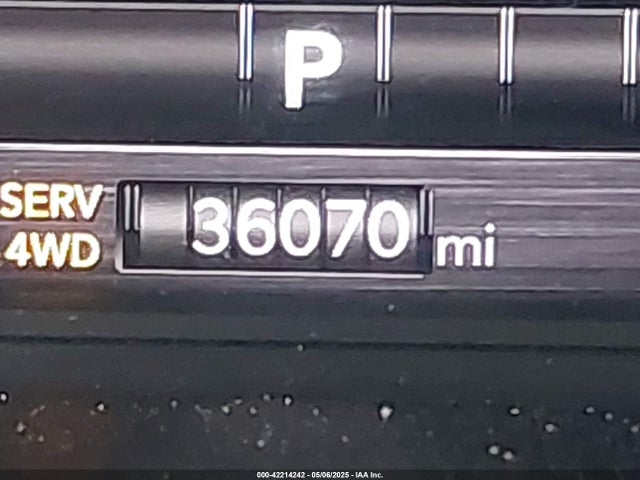 P
SERV
4WD
36070 mi
000-42214242 - 05/06/2025 - IAA Inc.